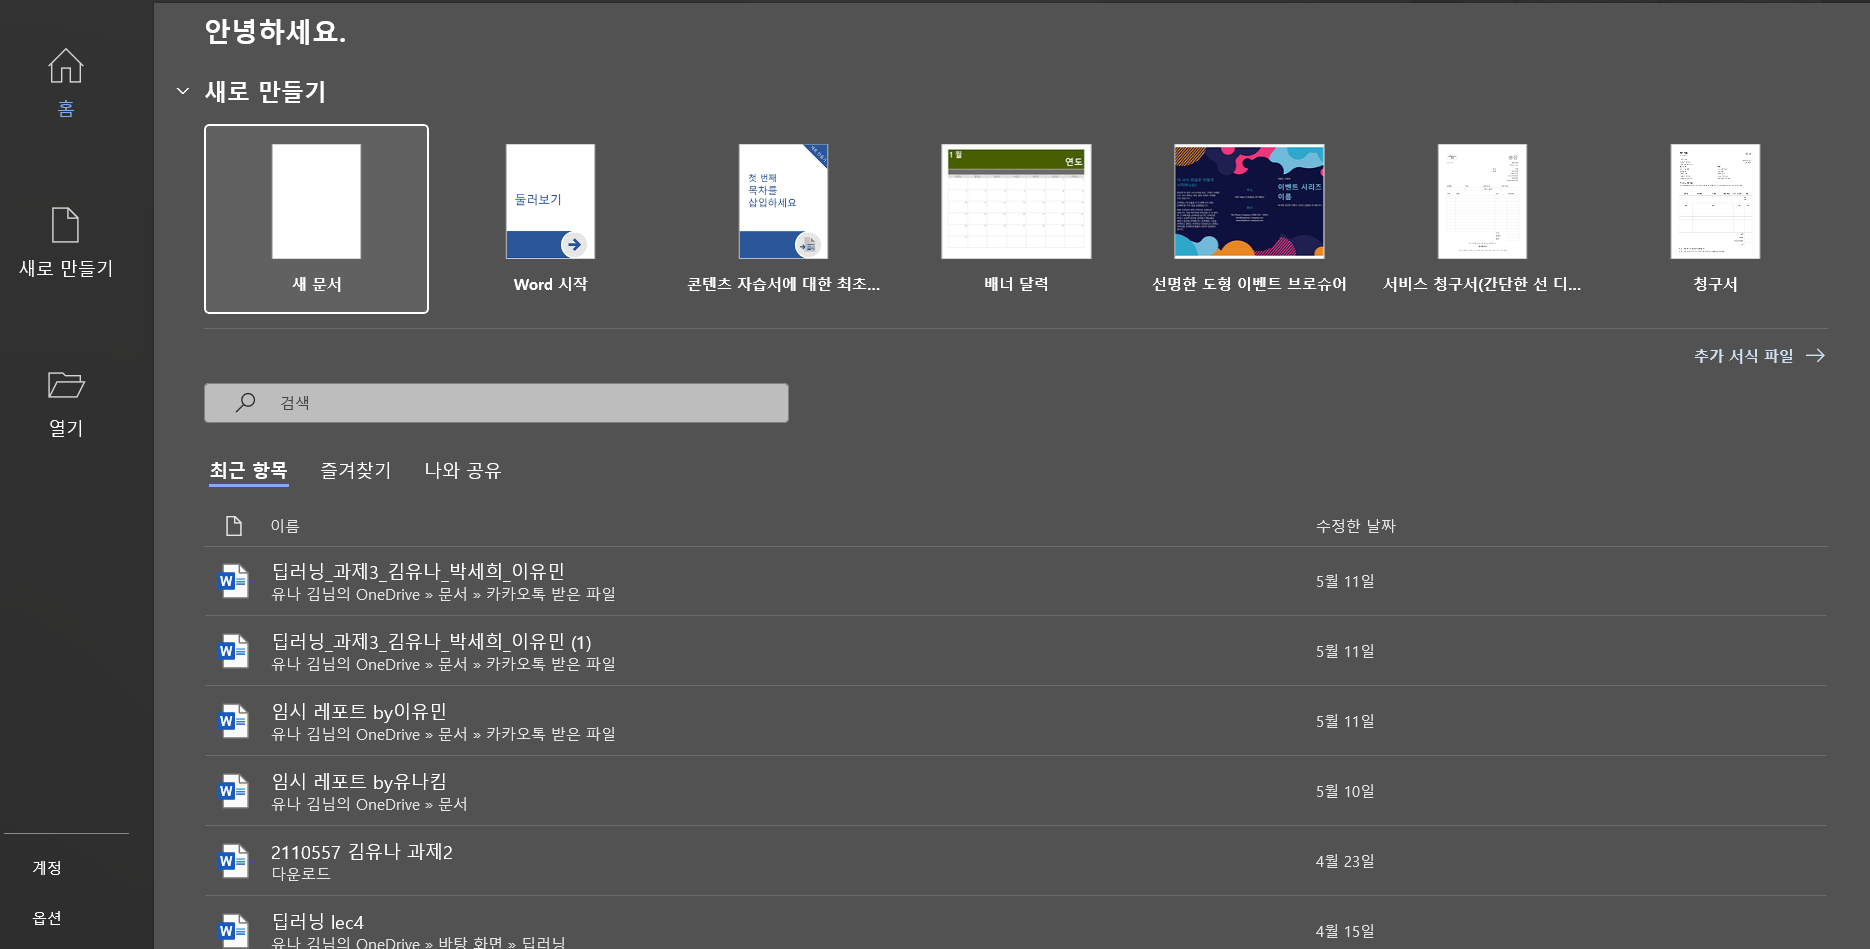 안녕하세요.
홈
새로 만들기
열기
계정
옵션
새로 만들기
둘러보기
첫 번째
목차를
삽입하세요
1 월
연도
이벤트 시리즈
이름
새 문서
Word 시작
콘텐츠 자습서에 대한 최초...
배너 달력
선명한 도형 이벤트 브로슈어
서비스 청구서(간단한 선 디...
청구서
추가 서식 파일
검색
최근 항목 즐겨찾기 나와 공유
이름 수정한 날짜
딥러닝_과제3_김유나_박세희_이유민
유나 김님의 OneDrive » 문서 » 카카오톡 받은 파일
5월 11일
딥러닝_과제3_김유나_박세희_이유민 (1)
유나 김님의 OneDrive » 문서 » 카카오톡 받은 파일
5월 11일
임시 레포트 by이유민
유나 김님의 OneDrive » 문서 » 카카오톡 받은 파일
5월 11일
임시 레포트 by유나킴
유나 김님의 OneDrive » 문서
5월 10일
2110557 김유나 과제2
다운로드
4월 23일
딥러닝 lec4
유나 김님의 OneDrive » 바탕 화면 » 딥러닝
4월 15일